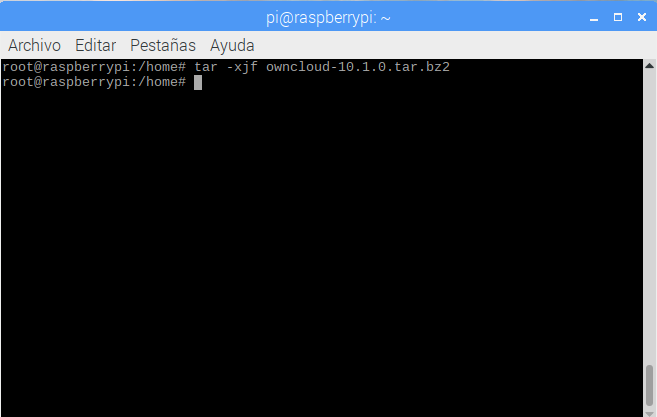 pi@raspberrypi: ~
Archivo Editar Pestañas Ayuda
root@raspberrypi:/home# tar -xjf owncloud-10.1.0.tar.bz2
root@raspberrypi:/home#